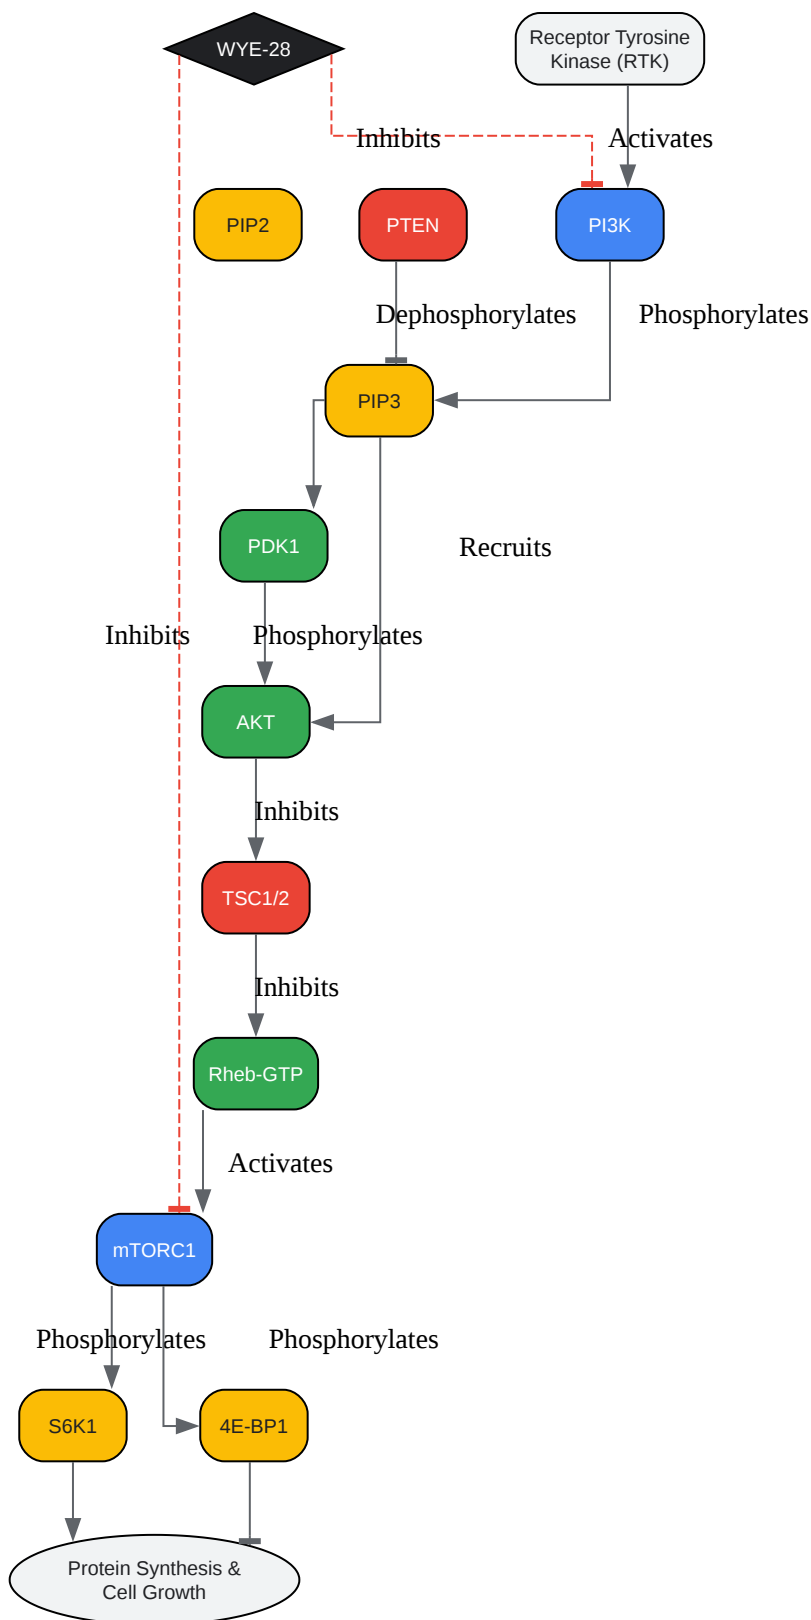 WYE-28
Receptor Tyrosine
Kinase (RTK)
Inhibits
Activates
PIP2
PTEN
PI3K
Dephosphorylates
Phosphorylates
PIP3
PDK1
Recruits
Inhibits
Phosphorylates
AKT
Inhibits
TSC1/2
Inhibits
Rheb-GTP
Activates
mTORC1
Phosphorylates
Phosphorylates
S6K1
4E-BP1
Protein Synthesis &
Cell Growth